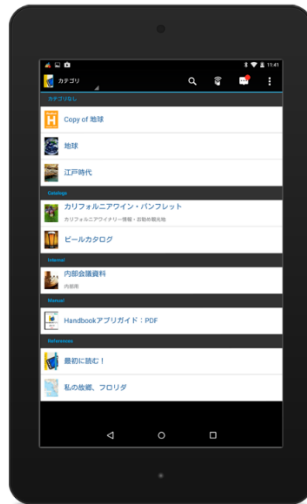 11:41
カテゴリ
カテゴリなし
H
Copy of 地球
地球
江戸時代
Catalogs
カリフォルニアワイン・パンフレット
カリフォルニアワイナリー情報・お勧め観光地
ビールカタログ
Internal
内部会議資料
内部用
Manual
Handbookアプリガイド：PDF
References
最初に読む！
私の故郷、フロリダ